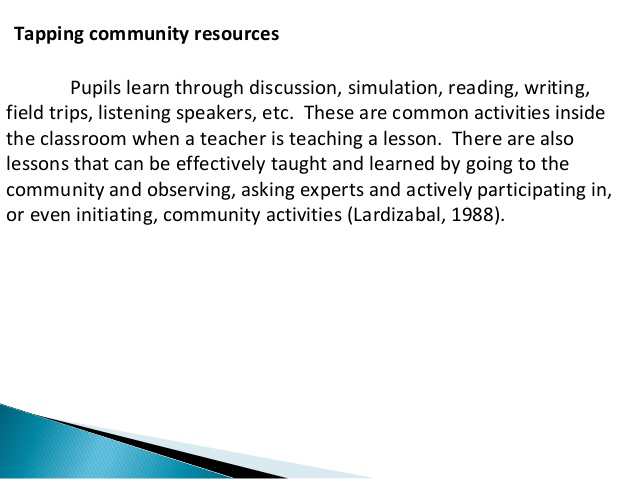 Tapping community resources
Pupils learn through discussion, simulation, reading, writing,
field trips, listening speakers, etc.  These are common activities inside
the classroom when a teacher is teaching a lesson.  There are also
lessons that can be effectively taught and learned by going to the
community and observing, asking experts and actively participating in,
or even initiating, community activities (Lardizabal, 1988).